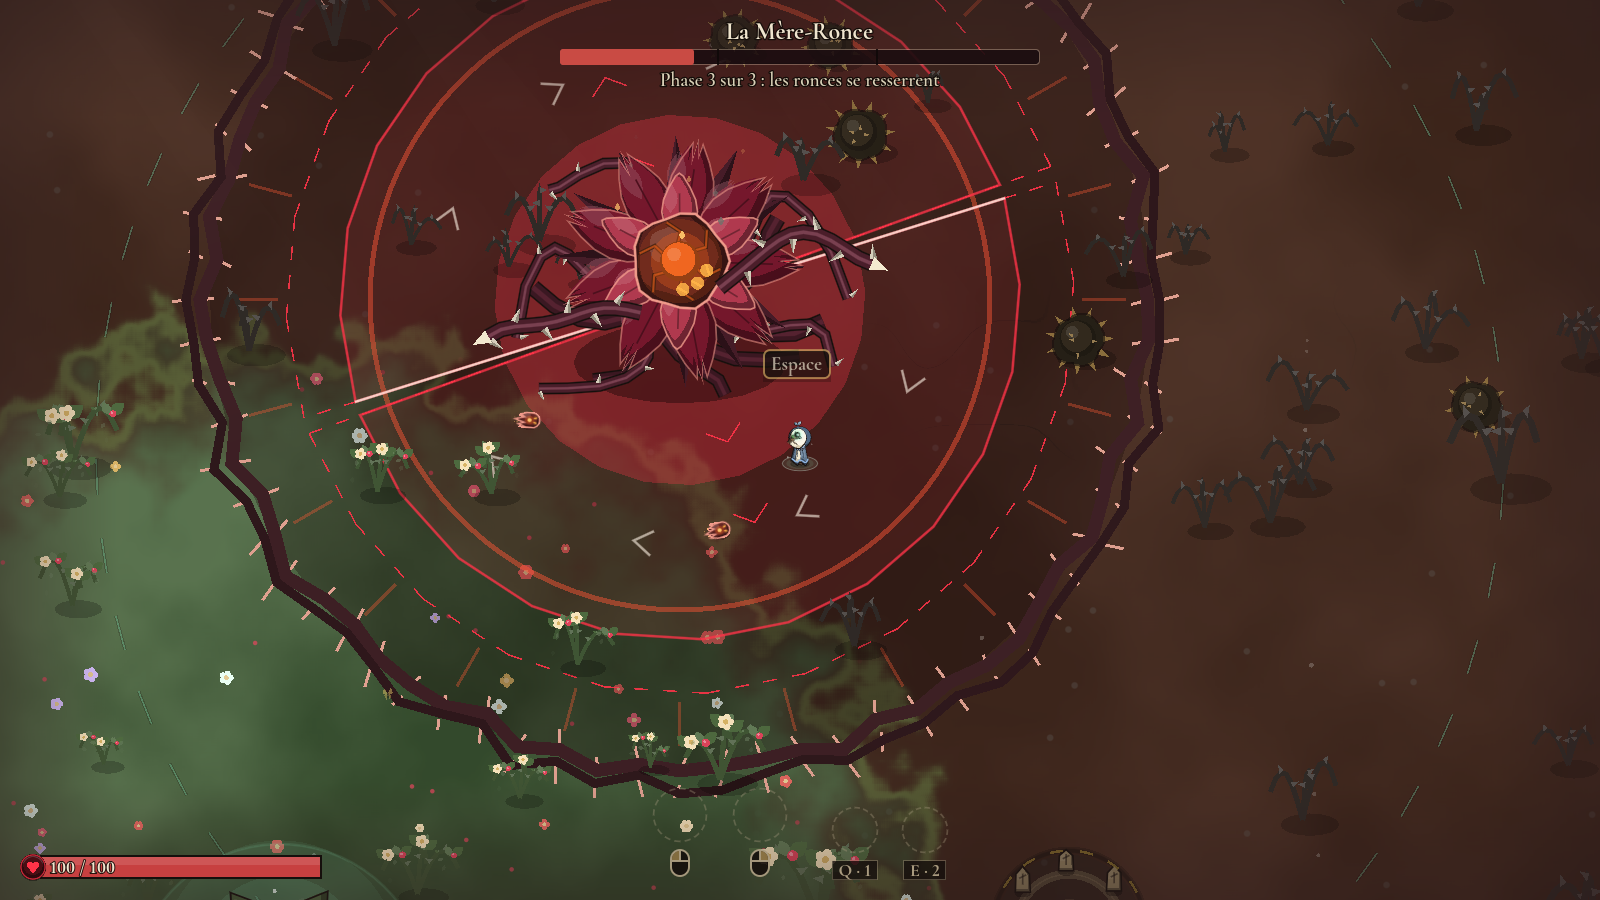 La Mère-Ronce
Phase 3 sur 3 : les ronces se resserrent
Espace
100 / 100
Q · 1
E · 2